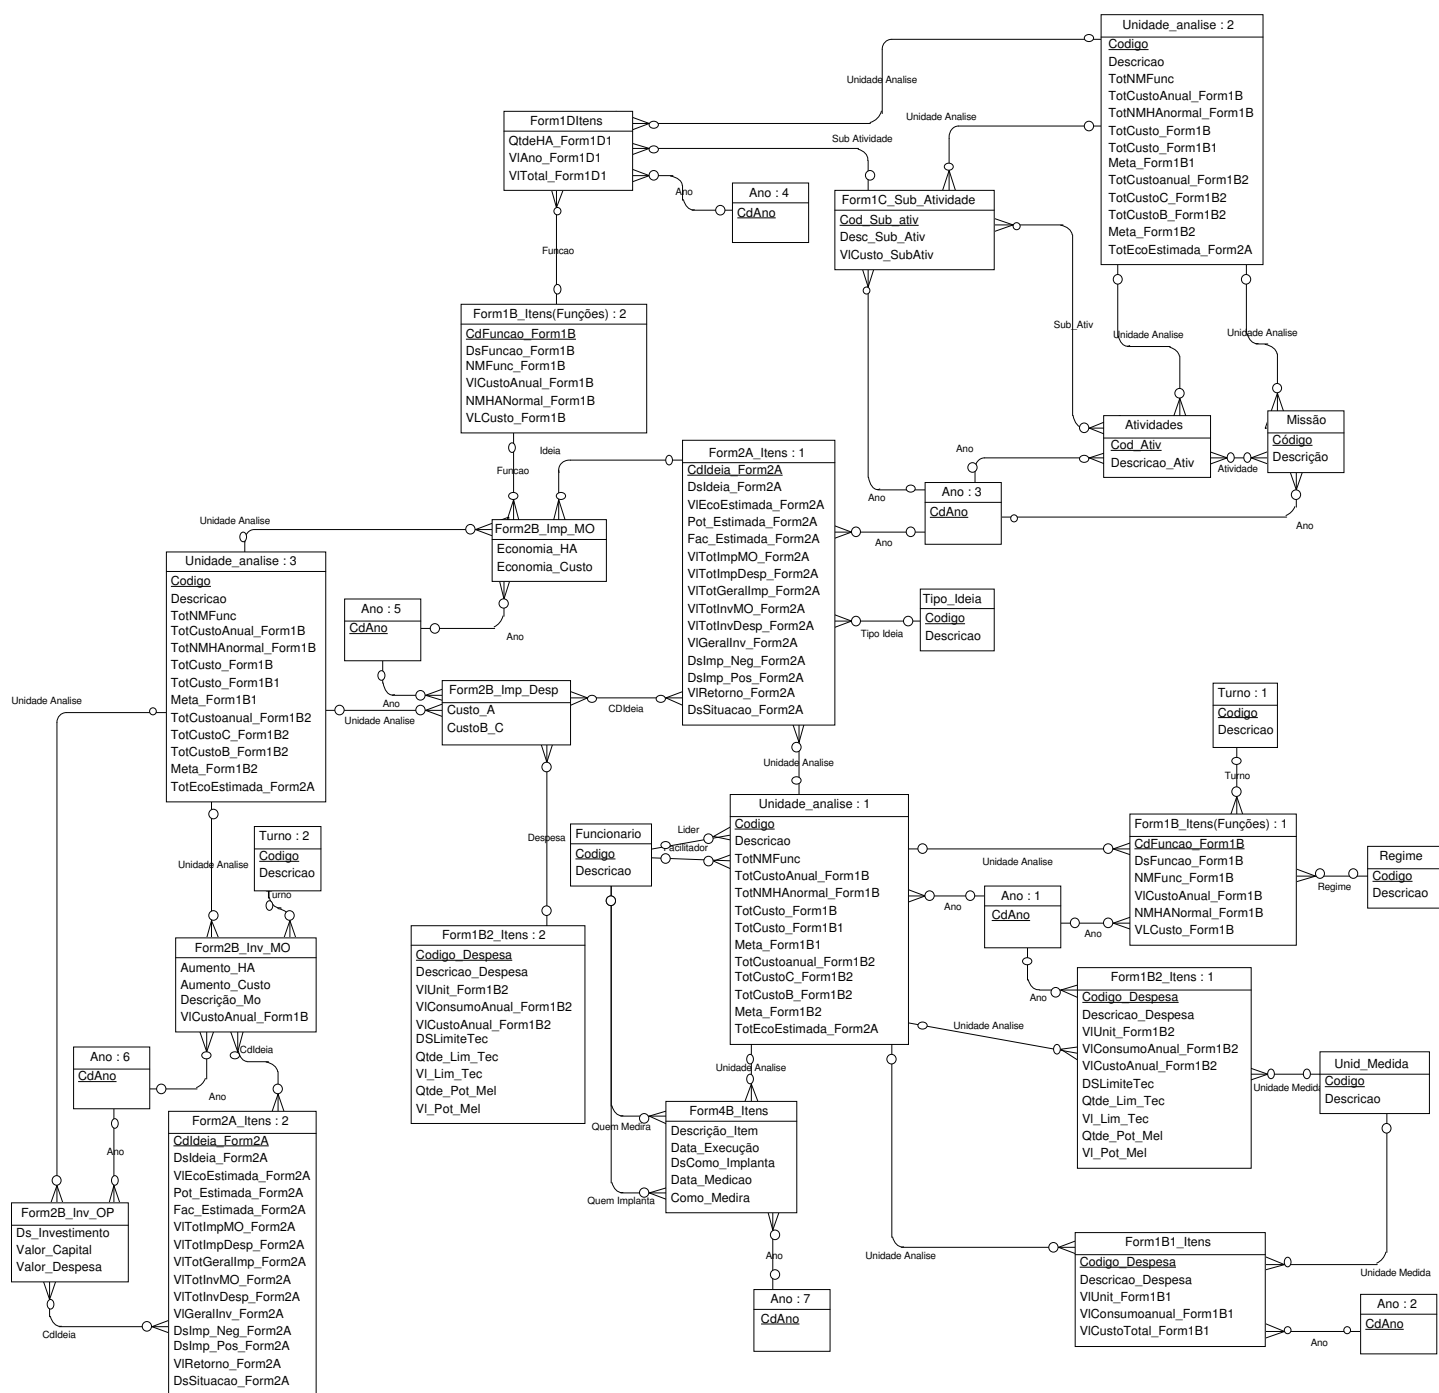 Unidade_analise : 2
Codigo
Descricao
TotNMFunc
TotCustoAnual_Form1B
TotNMHAnormal_Form1B
TotCusto_Form1B
TotCusto_Form1B1
Meta_Form1B1
TotCustoanual_Form1B2
TotCustoC_Form1B2
TotCustoB_Form1B2
Meta_Form1B2
TotEcoEstimada_Form2A
Unidade Analise
Unidade Analise
Sub Atividade
Form1DItens
QtdeHA_Form1D1
VlAno_Form1D1
VlTotal_Form1D1
Ano
Ano : 4
CdAno
Form1C_Sub_Atividade
Cod_Sub_ativ
Desc_Sub_Ativ
VlCusto_SubAtiv
Funcao
Form1B_Itens(Funções) : 2
CdFuncao_Form1B
DsFuncao_Form1B
NMFunc_Form1B
VlCustoAnual_Form1B
NMHANormal_Form1B
VLCusto_Form1B
Sub_Ativ
Unidade Analise
Unidade Analise
Atividades
Cod_Ativ
Descricao_Ativ
Atividade
Missão
Código
Descrição
Ano
Ano
Ano
Ano
Ano : 3
CdAno
Ideia
Funcao
Form2A_Itens : 1
CdIdeia_Form2A
DsIdeia_Form2A
VlEcoEstimada_Form2A
Pot_Estimada_Form2A
Fac_Estimada_Form2A
VlTotImpMO_Form2A
VlTotImpDesp_Form2A
VlTotGeralImp_Form2A
VlTotInvMO_Form2A
VlTotInvDesp_Form2A
VlGeralInv_Form2A
DsImp_Neg_Form2A
DsImp_Pos_Form2A
VlRetorno_Form2A
DsSituacao_Form2A
Tipo Ideia
Tipo_Ideia
Codigo
Descricao
Unidade Analise
Form2B_Imp_MO
Economia_HA
Economia_Custo
Unidade_analise : 3
Codigo
Descricao
TotNMFunc
TotCustoAnual_Form1B
TotNMHAnormal_Form1B
TotCusto_Form1B
TotCusto_Form1B1
Meta_Form1B1
TotCustoanual_Form1B2
TotCustoC_Form1B2
TotCustoB_Form1B2
Meta_Form1B2
TotEcoEstimada_Form2A
Ano : 5
CdAno
Ano
Ano
Unidade Analise
Form2B_Imp_Desp
Custo_A
CustoB_C
CDIdeia
Unidade Analise
Unidade Analise
Turno : 1
Codigo
Descricao
Turno
Unidade_analise : 1
Codigo
Descricao
TotNMFunc
TotCustoAnual_Form1B
TotNMHAnormal_Form1B
TotCusto_Form1B
TotCusto_Form1B1
Meta_Form1B1
TotCustoanual_Form1B2
TotCustoC_Form1B2
TotCustoB_Form1B2
Meta_Form1B2
TotEcoEstimada_Form2A
Lider
Facilitador
Funcionario
Codigo
Descricao
Despesa
Turno : 2
Codigo
Descricao
Turno
Unidade Analise
Unidade Analise
Form1B_Itens(Funções) : 1
CdFuncao_Form1B
DsFuncao_Form1B
NMFunc_Form1B
VlCustoAnual_Form1B
NMHANormal_Form1B
VLCusto_Form1B
Regime
Regime
Codigo
Descricao
Ano
Ano : 1
CdAno
Ano
Ano
Form2B_Inv_MO
Aumento_HA
Aumento_Custo
Descrição_Mo
VlCustoAnual_Form1B
Form1B2_Itens : 2
Codigo_Despesa
Descricao_Despesa
VlUnit_Form1B2
VlConsumoAnual_Form1B2
VlCustoAnual_Form1B2
DSLimiteTec
Qtde_Lim_Tec
Vl_Lim_Tec
Qtde_Pot_Mel
Vl_Pot_Mel
Form1B2_Itens : 1
Codigo_Despesa
Descricao_Despesa
VlUnit_Form1B2
VlConsumoAnual_Form1B2
VlCustoAnual_Form1B2
DSLimiteTec
Qtde_Lim_Tec
Vl_Lim_Tec
Qtde_Pot_Mel
Vl_Pot_Mel
Unidade Analise
Unidade Medida
Unid_Medida
Codigo
Descricao
Ano : 6
CdAno
CdIdeia
Ano
Ano
Unidade Analise
Form4B_Itens
Descrição_Item
Data_Execução
DsComo_Implanta
Data_Medicao
Como_Medira
Quem Medira
Quem Implanta
Form2A_Itens : 2
CdIdeia_Form2A
DsIdeia_Form2A
VlEcoEstimada_Form2A
Pot_Estimada_Form2A
Fac_Estimada_Form2A
VlTotImpMO_Form2A
VlTotImpDesp_Form2A
VlTotGeralImp_Form2A
VlTotInvMO_Form2A
VlTotInvDesp_Form2A
VlGeralInv_Form2A
DsImp_Neg_Form2A
DsImp_Pos_Form2A
VlRetorno_Form2A
DsSituacao_Form2A
Form2B_Inv_OP
Ds_Investimento
Valor_Capital
Valor_Despesa
CdIdeia
Ano
Ano : 7
CdAno
Unidade Analise
Form1B1_Itens
Codigo_Despesa
Descricao_Despesa
VlUnit_Form1B1
VlConsumoanual_Form1B1
VlCustoTotal_Form1B1
Unidade Medida
Ano
Ano : 2
CdAno